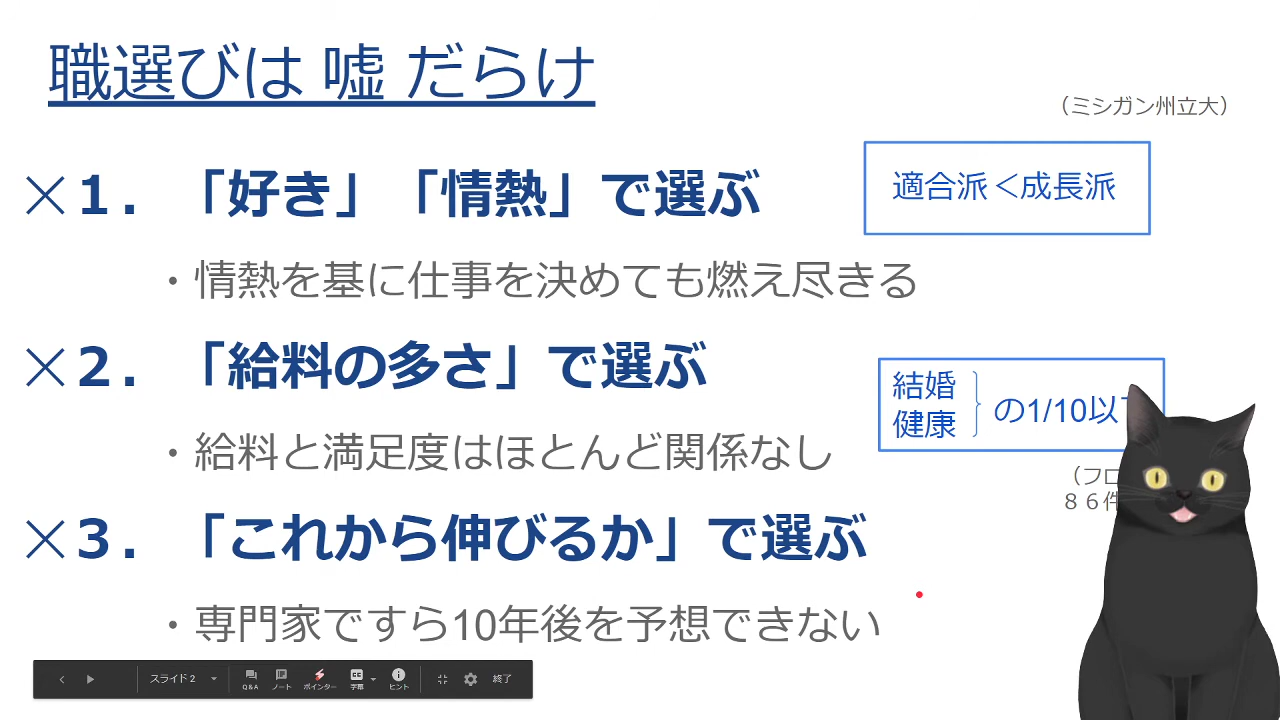 職選びは 嘘 だらけ
（ミシガン州立大）
×１．「好き」「情熱」で選ぶ
適合派＜成長派
・情熱を基に仕事を決めても燃え尽きる
×２．「給料の多さ」で選ぶ
結婚
健康
の1/10以
・給料と満足度はほとんど関係なし
（フロ
８６件
×３．「これから伸びるか」で選ぶ
・専門家ですら10年後を予想できない
スライド 2
Q&A
ノート
ポインター
字幕
ヒント
終了